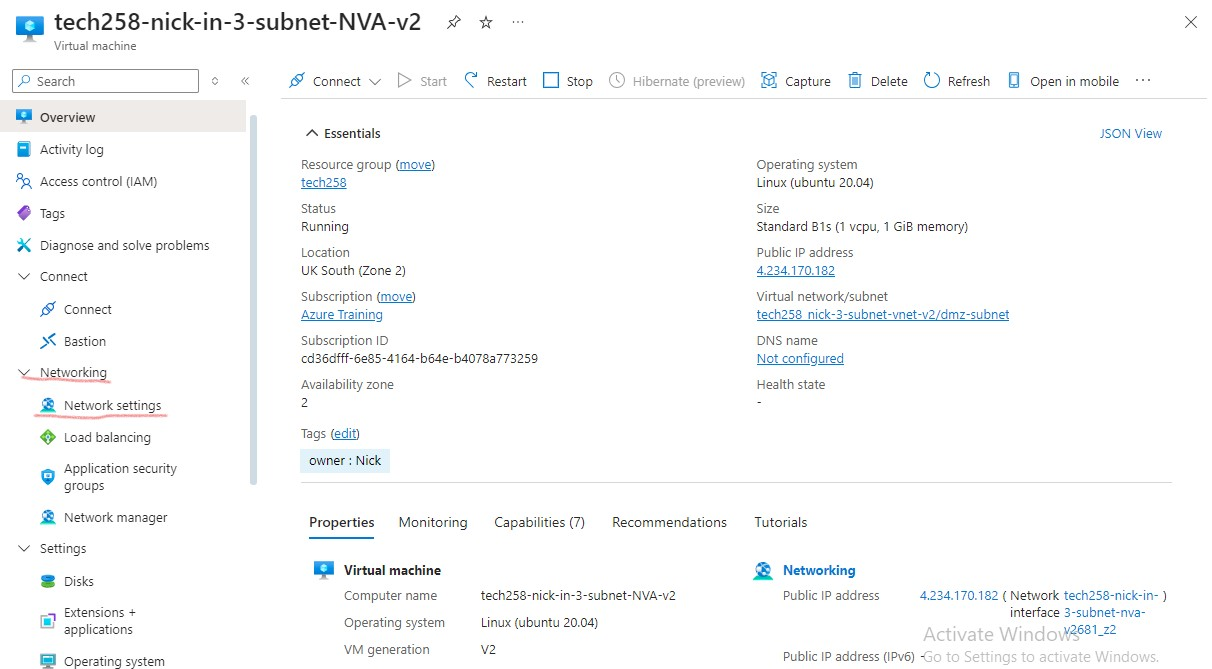 tech258-nick-in-3-subnet-NVA-v2
Virtual machine
Search
Connect
Start
Restart
Stop
Hibernate (preview)
Capture
Delete
Refresh
Open in mobile
Overview
Activity log
Access control (IAM)
Tags
Diagnose and solve problems
Connect
Connect
Bastion
Networking
Network settings
Load balancing
Application security
groups
Network manager
Settings
Disks
Extensions +
applications
Operating system
Essentials
JSON View
Resource group (move)
tech258
Status
Running
Location
UK South (Zone 2)
Subscription (move)
Azure Training
Subscription ID
cd36dfff-6e85-4164-b64e-b4078a773259
Availability zone
2
Operating system
Linux (ubuntu 20.04)
Size
Standard B1s (1 vcpu, 1 GiB memory)
Public IP address
4.234.170.182
Virtual network/subnet
tech258_nick-3-subnet-vnet-v2/dmz-subnet
DNS name
Not configured
Health state
-
Tags (edit)
owner : Nick
Properties
Monitoring
Capabilities (7)
Recommendations
Tutorials
Virtual machine
Computer name tech258-nick-in-3-subnet-NVA-v2
Operating system Linux (ubuntu 20.04)
VM generation V2
Networking
Public IP address 4.234.170.182 ( Network tech258-nick-in- )
interface 3-subnet-nva-
v2681_z2
Public IP address (IPv6) -
Activate Windows
Go to Settings to activate Windows.